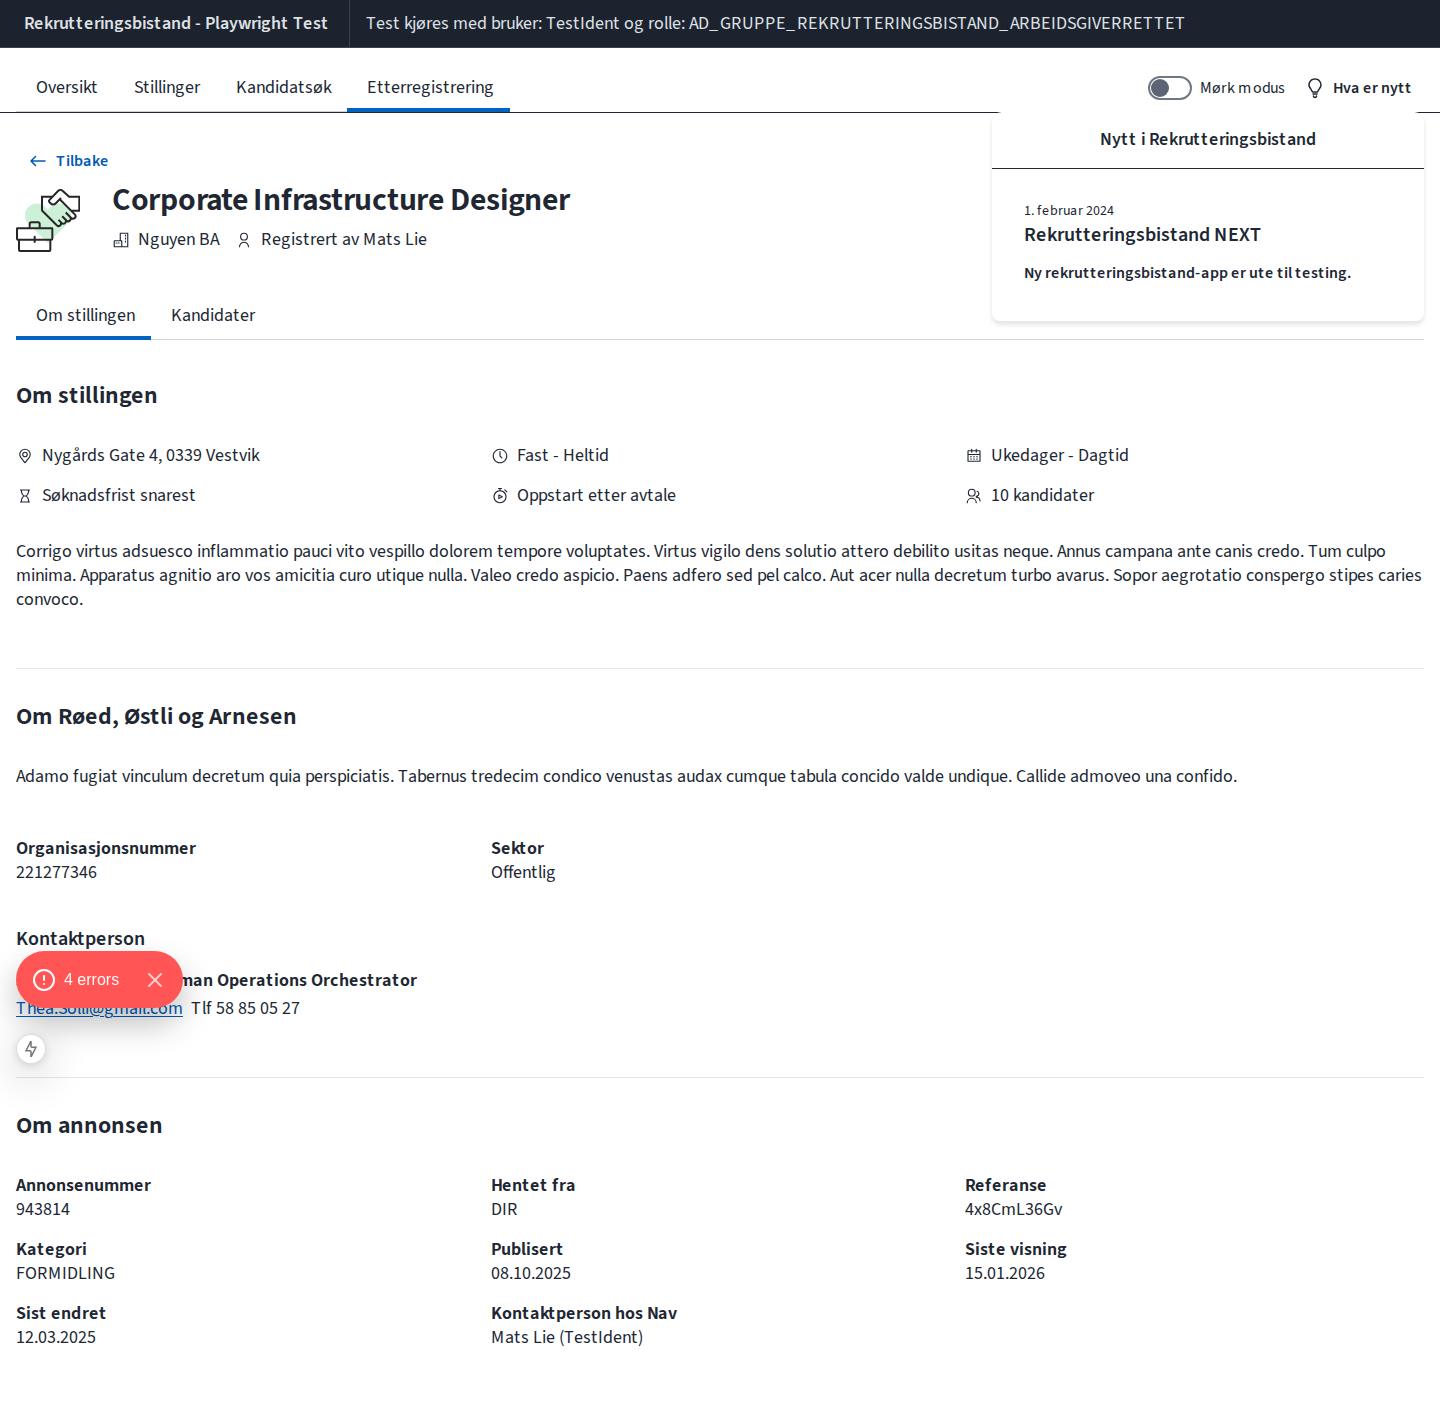 Rekrutteringsbistand - Playwright Test
Test kjøres med bruker: TestIdent og rolle: AD_GRUPPE_REKRUTTERINGSBISTAND_ARBEIDSGIVERRETTET
Oversikt
Stillinger
Kandidatsøk
Etterregistrering
Mørk modus
Hva er nytt
Nytt i Rekrutteringsbistand
1. februar 2024
Rekrutteringsbistand NEXT
Ny rekrutteringsbistand-app er ute til testing.
Tilbake
Corporate Infrastructure Designer
Nguyen BA
Registrert av Mats Lie
Om stillingen
Kandidater
Om stillingen
Nygårds Gate 4, 0339 Vestvik
Fast - Heltid
Ukedager - Dagtid
Søknadsfrist snarest
Oppstart etter avtale
10 kandidater
Corrigo virtus adsuesco inflammatio pauci vito vespillo dolorem tempore voluptates. Virtus vigilo dens solutio attero debilito usitas neque. Annus campana ante canis credo. Tum culpo
minima. Apparatus agnitio aro vos amicitia curo utique nulla. Valeo credo aspicio. Paens adfero sed pel calco. Aut acer nulla decretum turbo avarus. Sopor aegrotatio conspergo stipes caries
convoco.
Om Røed, Østli og Arnesen
Adamo fugiat vinculum decretum quia perspiciatis. Tabernus tredecim condico venustas audax cumque tabula concido valde undique. Callide admoveo una confido.
Organisasjonsnummer
221277346
Sektor
Offentlig
Kontaktperson
4 errors
Operations Orchestrator
Thea.Solli@gmail.com Tlf 58 85 05 27
Om annonsen
Annonsenummer
943814
Hentet fra
DIR
Referanse
4x8CmL36Gv
Kategori
FORMIDLING
Publisert
08.10.2025
Siste visning
15.01.2026
Sist endret
12.03.2025
Kontaktperson hos Nav
Mats Lie (TestIdent)